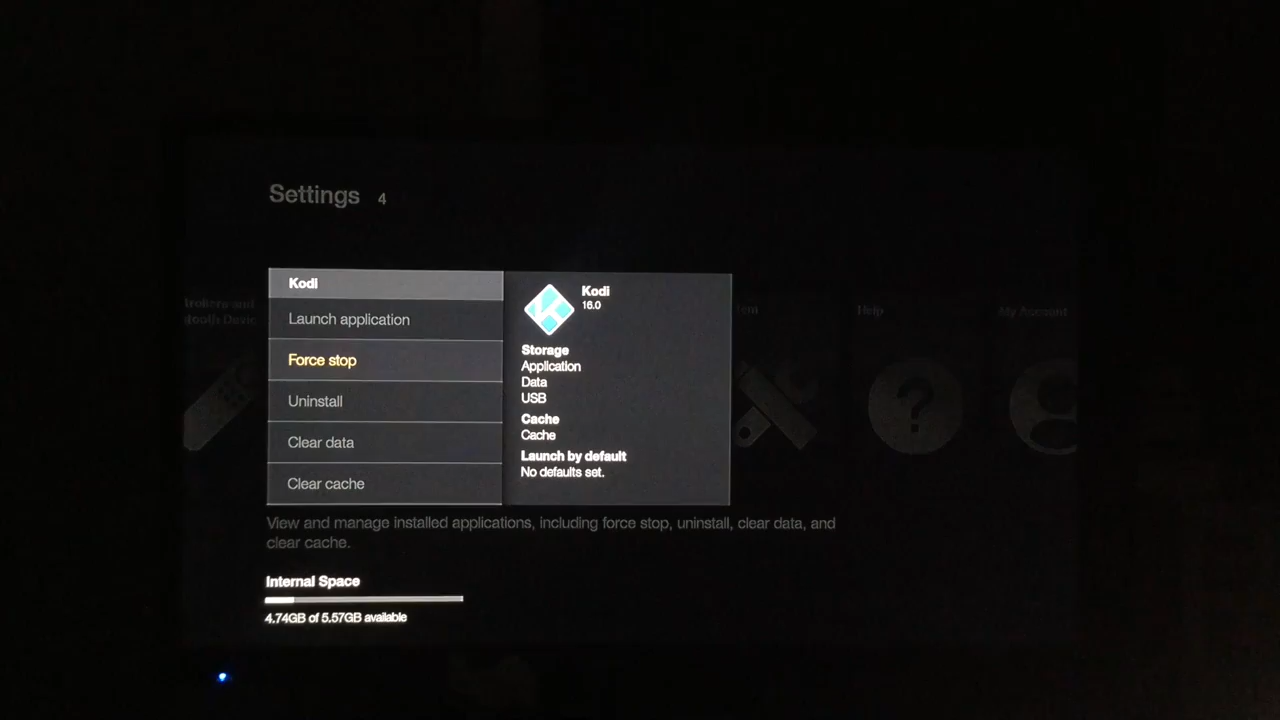 Settings 4
Kodi
Launch application
Force stop
Uninstall
Clear data
Clear cache
Kodi
16.0
Storage
Application
Data
USB
Cache
Cache
Launch by default
No defaults set.
Help
My Account
View and manage installed applications, including force stop, uninstall, clear data, and
clear cache.
Internal Space
4.74GB of 5.57GB available